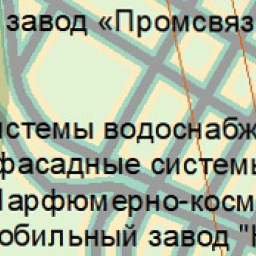 завод «Промсвяз
истемы водоснабж
фасадные системы
Парфюмерно-косм
обильный завод "К